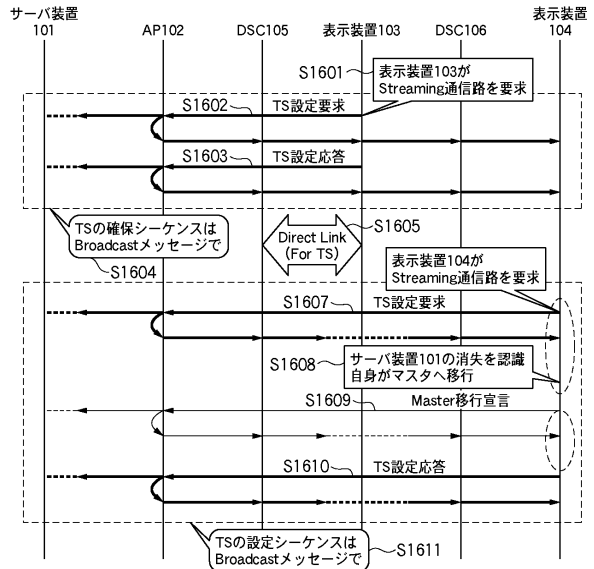 サーバ装置
101
AP102
DSC105
表示装置103
DSC106
表示装置
104
S1601
表示装置103が
Streaming通信路を要求
S1602
TS設定要求
S1603
TS設定応答
TSの確保シーケンスは
Broadcastメッセージで
S1604
Direct Link
(For TS)
S1605
表示装置104が
Streaming通信路を要求
S1607
TS設定要求
S1608
サーバ装置101の消失を認識
自身がマスタへ移行
S1609
Master移行宣言
S1610
TS設定応答
TSの設定シーケンスは
Broadcastメッセージで
S1611